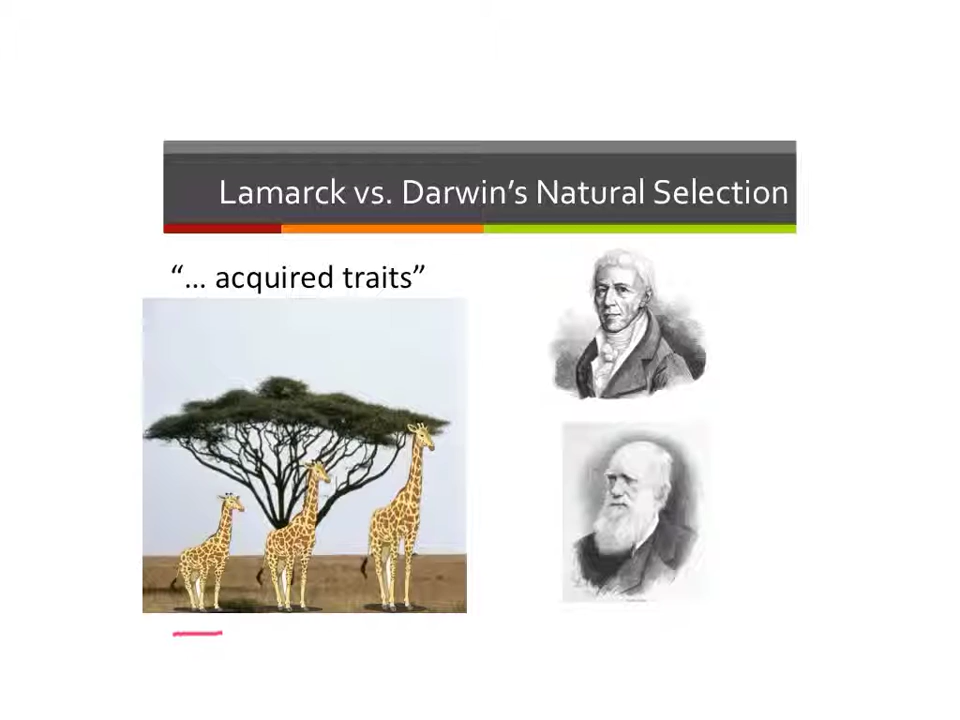 Lamarck vs. Darwin’s Natural Selection
“... acquired traits”